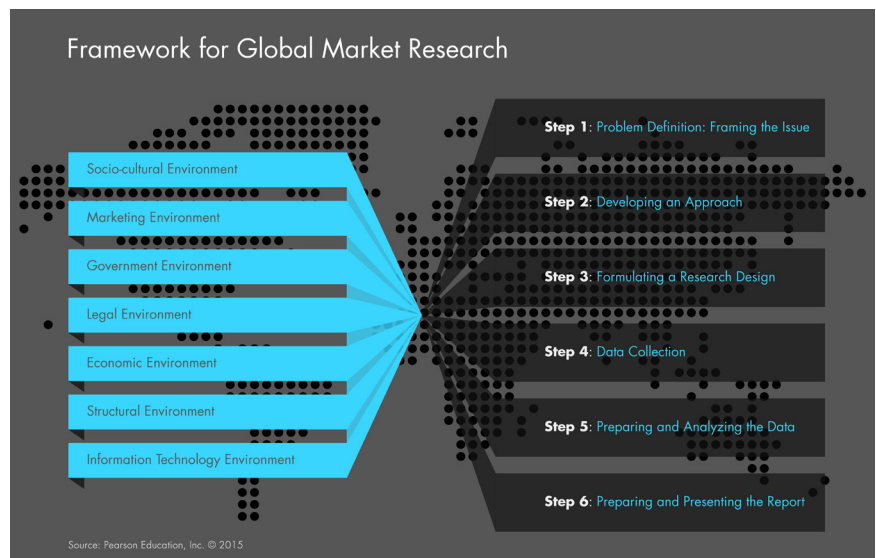 Framework for Global Market Research
Socio-cultural Environment
Marketing Environment
Government Environment
Legal Environment
Economic Environment
Structural Environment
Information Technology Environment
Step 1: Problem Definition: Framing the Issue
Step 2: Developing an Approach
Step 3: Formulating a Research Design
Step 4: Data Collection
Step 5: Preparing and Analyzing the Data
Step 6: Preparing and Presenting the Report
Source: Pearson Education, Inc. © 2015